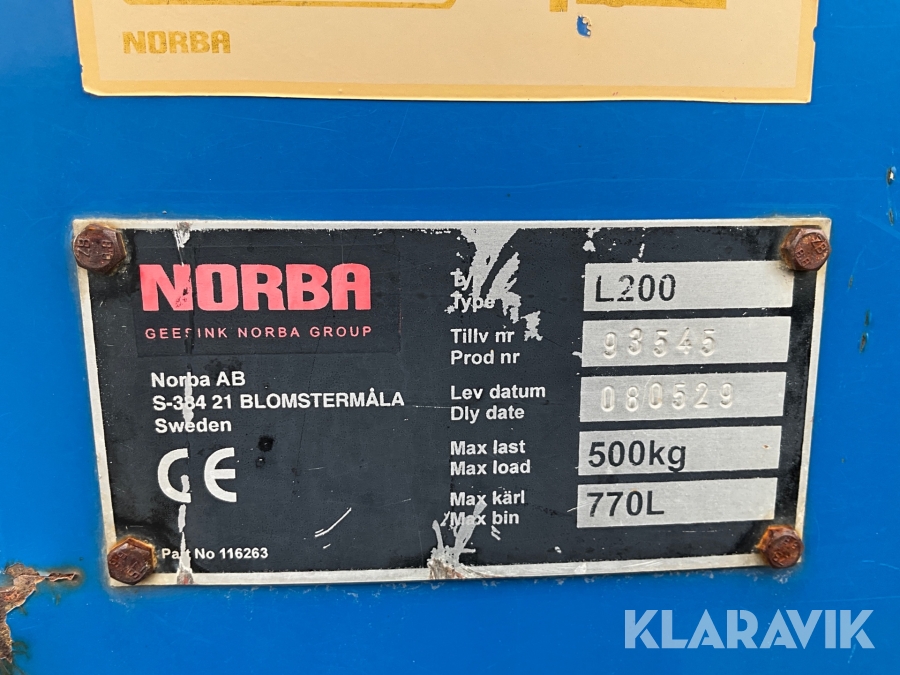 NORBA
NORBA
GEESINK NORBA GROUP
Norba AB
S-384 21 BLOMSTERMÅLA
Sweden
CE
Part No 116263
Ty
Type
L200
Tillv nr
Prod nr
93545
Lev datum
Dly date
080529
Max last
Max load
500kg
Max kärl
Max bin
770L
KLARAVIK